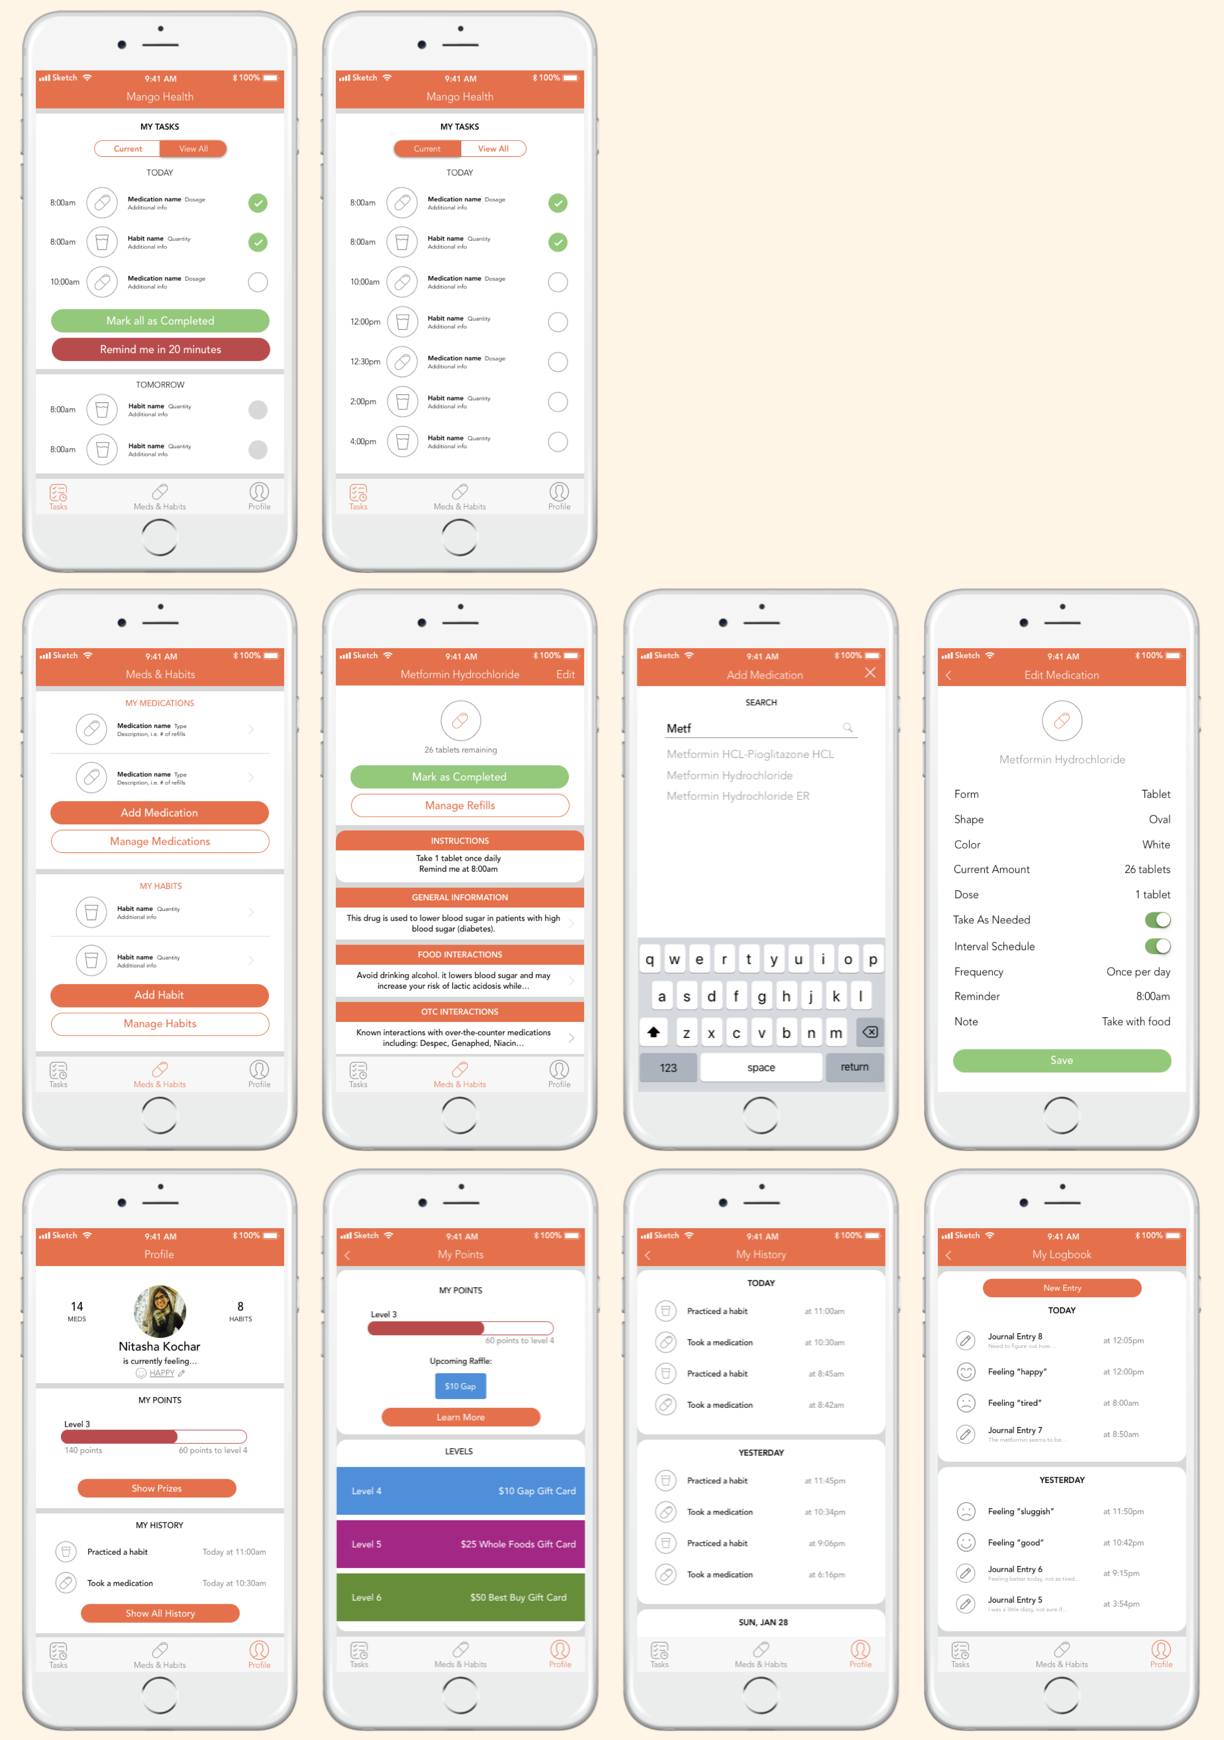 Sketch 9:41 AM 100%
Mango Health
MY TASKS
Current View All
TODAY
8:00am Medication name Dosage
Additional info
8:00am Habit name Quantity
Additional info
10:00am Medication name Dosage
Additional info
Mark all as Completed
Remind me in 20 minutes
TOMORROW
8:00am Habit name Quantity
Additional info
8:00am Habit name Quantity
Additional info
Tasks Meds & Habits Profile
Sketch 9:41 AM 100%
Mango Health
MY TASKS
Current View All
TODAY
8:00am Medication name Dosage
Additional info
8:00am Habit name Quantity
Additional info
10:00am Medication name Dosage
Additional info
12:00pm Habit name Quantity
Additional info
12:30pm Medication name Dosage
Additional info
2:00pm Habit name Quantity
Additional info
4:00pm Habit name Quantity
Additional info
Tasks Meds & Habits Profile
Sketch 9:41 AM 100%
Meds & Habits
MY MEDICATIONS
Medication name Type
Description, i.e. # of refills
Medication name Type
Description, i.e. # of refills
Add Medication
Manage Medications
MY HABITS
Habit name Quantity
Additional info
Habit name Quantity
Additional info
Add Habit
Manage Habits
Tasks Meds & Habits Profile
Sketch 9:41 AM 100%
Metformin Hydrochloride Edit
26 tablets remaining
Mark as Completed
Manage Refills
INSTRUCTIONS
Take 1 tablet once daily
Remind me at 8:00am
GENERAL INFORMATION
This drug is used to lower blood sugar in patients with high
blood sugar (diabetes).
FOOD INTERACTIONS
Avoid drinking alcohol. it lowers blood sugar and may
increase your risk of lactic acidosis while...
OTC INTERACTIONS
Known interactions with over-the-counter medications
including: Despec, Genaphed, Niacin...
Tasks Meds & Habits Profile
Sketch 9:41 AM 100%
Add Medication
SEARCH
Metf
Metformin HCL-Pioglitazone HCL
Metformin Hydrochloride
Metformin Hydrochloride ER
q w e r t y u i o p
a s d f g h j k l
z x c v b n m
123 space return
Sketch 9:41 AM 100%
Edit Medication
Metformin Hydrochloride
Form Tablet
Shape Oval
Color White
Current Amount 26 tablets
Dose 1 tablet
Take As Needed
Interval Schedule
Frequency Once per day
Reminder 8:00am
Note Take with food
Save
Sketch 9:41 AM 100%
Profile
14 MEDS
8 HABITS
Nitasha Kochar
is currently feeling...
HAPPY
MY POINTS
Level 3
140 points 60 points to level 4
Show Prizes
MY HISTORY
Practiced a habit Today at 11:00am
Took a medication Today at 10:30am
Show All History
Tasks Meds & Habits Profile
Sketch 9:41 AM 100%
My Points
MY POINTS
Level 3
60 points to level 4
Upcoming Raffle:
$10 Gap
Learn More
LEVELS
Level 4 $10 Gap Gift Card
Level 5 $25 Whole Foods Gift Card
Level 6 $50 Best Buy Gift Card
Tasks Meds & Habits Profile
Sketch 9:41 AM 100%
My History
TODAY
Practiced a habit at 11:00am
Took a medication at 10:30am
Practiced a habit at 8:45am
Took a medication at 8:42am
YESTERDAY
Practiced a habit at 11:45pm
Took a medication at 10:34pm
Practiced a habit at 9:06pm
Took a medication at 6:16pm
SUN, JAN 28
Tasks Meds & Habits Profile
Sketch 9:41 AM 100%
My Logbook
New Entry
TODAY
Journal Entry 8 at 12:05pm
Need to figure out how...
Feeling "happy" at 12:00pm
Feeling "tired" at 8:00am
Journal Entry 7 at 8:50am
The metformin seems to be...
YESTERDAY
Feeling "sluggish" at 11:50pm
Feeling "good" at 10:42pm
Journal Entry 6 at 9:15pm
Feeling better today, not as tired...
Journal Entry 5 at 3:54pm
I was a little dizzy, not sure if...
Tasks Meds & Habits Profile